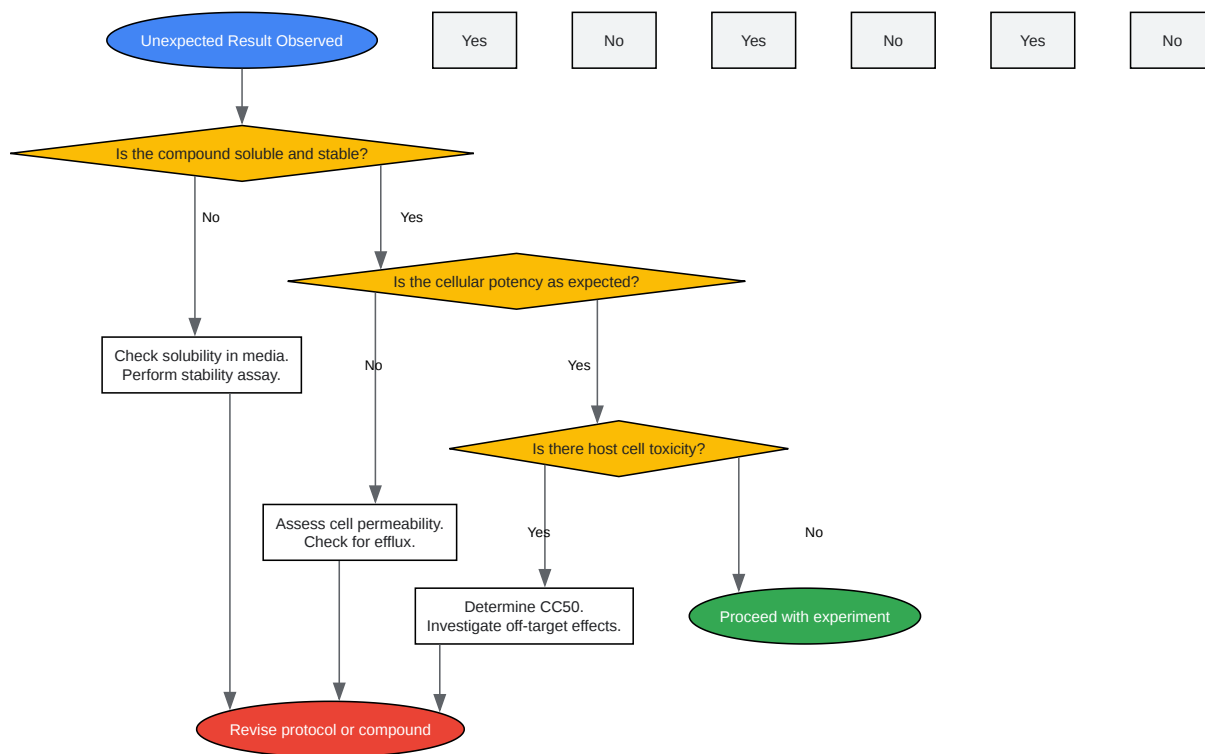 Unexpected Result Observed
Yes
No
Yes
No
Yes
No
Is the compound soluble and stable?
No
Yes
Is the cellular potency as expected?
Check solubility in media.
Perform stability assay.
No
Yes
Is there host cell toxicity?
Assess cell permeability.
Check for efflux.
Yes
No
Determine CC50.
Investigate off-target effects.
Proceed with experiment
Revise protocol or compound